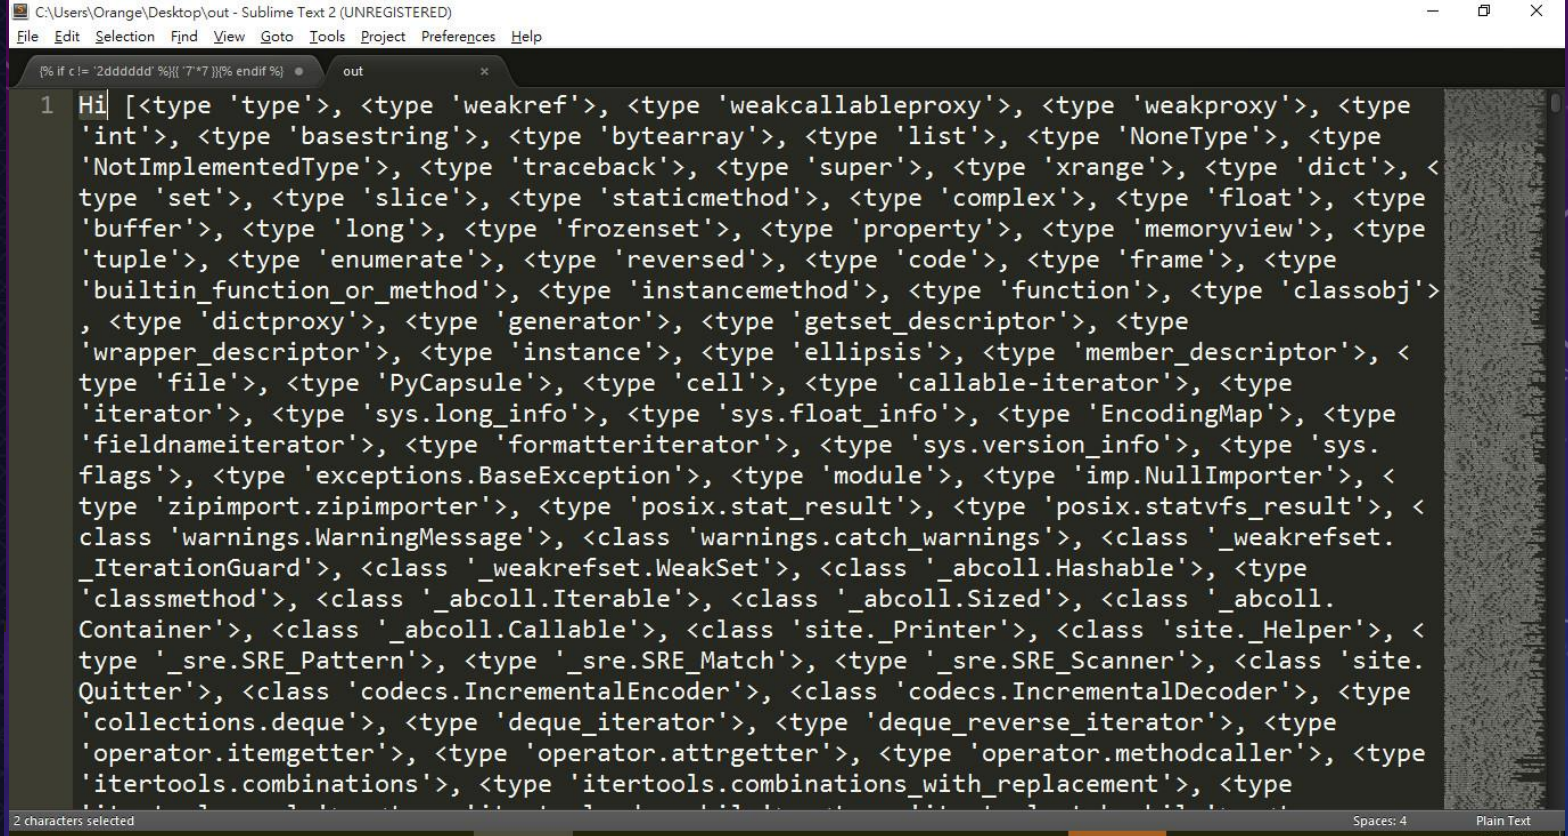 C:\Users\Orange\Desktop\out - Sublime Text 2 (UNREGISTERED)
File Edit Selection Find View Goto Tools Project Preferences Help
{% if c != '2dddddd' %}{{ '7'*7 }}{% endif %} out
1 Hi [<type 'type'>, <type 'weakref'>, <type 'weakcallableproxy'>, <type 'weakproxy'>, <type
'int'>, <type 'basestring'>, <type 'bytearray'>, <type 'list'>, <type 'NoneType'>, <type
'NotImplementedType'>, <type 'traceback'>, <type 'super'>, <type 'xrange'>, <type 'dict'>, <
type 'set'>, <type 'slice'>, <type 'staticmethod'>, <type 'complex'>, <type 'float'>, <type
'buffer'>, <type 'long'>, <type 'frozenset'>, <type 'property'>, <type 'memoryview'>, <type
'tuple'>, <type 'enumerate'>, <type 'reversed'>, <type 'code'>, <type 'frame'>, <type
'builtin_function_or_method'>, <type 'instancemethod'>, <type 'function'>, <type 'classobj'>
, <type 'dictproxy'>, <type 'generator'>, <type 'getset_descriptor'>, <type
'wrapper_descriptor'>, <type 'instance'>, <type 'ellipsis'>, <type 'member_descriptor'>, <
type 'file'>, <type 'PyCapsule'>, <type 'cell'>, <type 'callable-iterator'>, <type
'iterator'>, <type 'sys.long_info'>, <type 'sys.float_info'>, <type 'EncodingMap'>, <type
'fieldnameiterator'>, <type 'formatteriterator'>, <type 'sys.version_info'>, <type 'sys.
flags'>, <type 'exceptions.BaseException'>, <type 'module'>, <type 'imp.NullImporter'>, <
type 'zipimport.zipimporter'>, <type 'posix.stat_result'>, <type 'posix.statvfs_result'>, <
class 'warnings.WarningMessage'>, <class 'warnings.catch_warnings'>, <class '_weakrefset.
_IterationGuard'>, <class '_weakrefset.WeakSet'>, <class '_abcoll.Hashable'>, <type
'classmethod'>, <class '_abcoll.Iterable'>, <class '_abcoll.Sized'>, <class '_abcoll.
Container'>, <class '_abcoll.Callable'>, <class 'site._Printer'>, <class 'site._Helper'>, <
type '_sre.SRE_Pattern'>, <type '_sre.SRE_Match'>, <type '_sre.SRE_Scanner'>, <class 'site.
Quitter'>, <class 'codecs.IncrementalEncoder'>, <class 'codecs.IncrementalDecoder'>, <type
'collections.deque'>, <type 'deque_iterator'>, <type 'deque_reverse_iterator'>, <type
'operator.itemgetter'>, <type 'operator.attrgetter'>, <type 'operator.methodcaller'>, <type
'itertools.combinations'>, <type 'itertools.combinations_with_replacement'>, <type
2 characters selected Spaces: 4 Plain Text